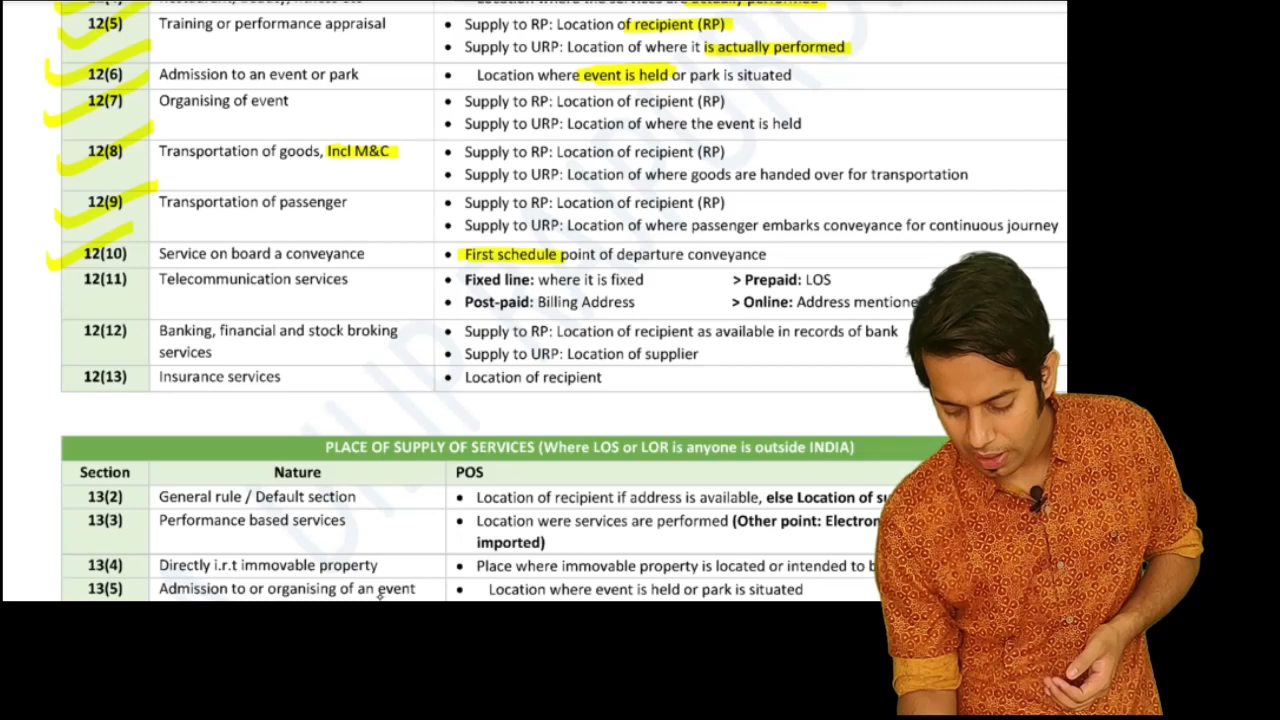 12(5) Training or performance appraisal • Supply to RP: Location of recipient (RP)
• Supply to URP: Location of where it is actually performed
12(6) Admission to an event or park • Location where event is held or park is situated
12(7) Organising of event • Supply to RP: Location of recipient (RP)
• Supply to URP: Location of where the event is held
12(8) Transportation of goods, Incl M&C • Supply to RP: Location of recipient (RP)
• Supply to URP: Location of where goods are handed over for transportation
12(9) Transportation of passenger • Supply to RP: Location of recipient (RP)
• Supply to URP: Location of where passenger embarks conveyance for continuous journey
12(10) Service on board a conveyance • First schedule point of departure conveyance
12(11) Telecommunication services • Fixed line: where it is fixed > Prepaid: LOS
• Post-paid: Billing Address > Online: Address mentione
12(12) Banking, financial and stock broking • Supply to RP: Location of recipient as available in records of bank
services • Supply to URP: Location of supplier
12(13) Insurance services • Location of recipient
PLACE OF SUPPLY OF SERVICES (Where LOS or LOR is anyone is outside INDIA)
Section Nature POS
13(2) General rule / Default section • Location of recipient if address is available, else Location of su
13(3) Performance based services • Location were services are performed (Other point: Electron
imported)
13(4) Directly i.r.t immovable property • Place where immovable property is located or intended to b
13(5) Admission to or organising of an event • Location where event is held or park is situated